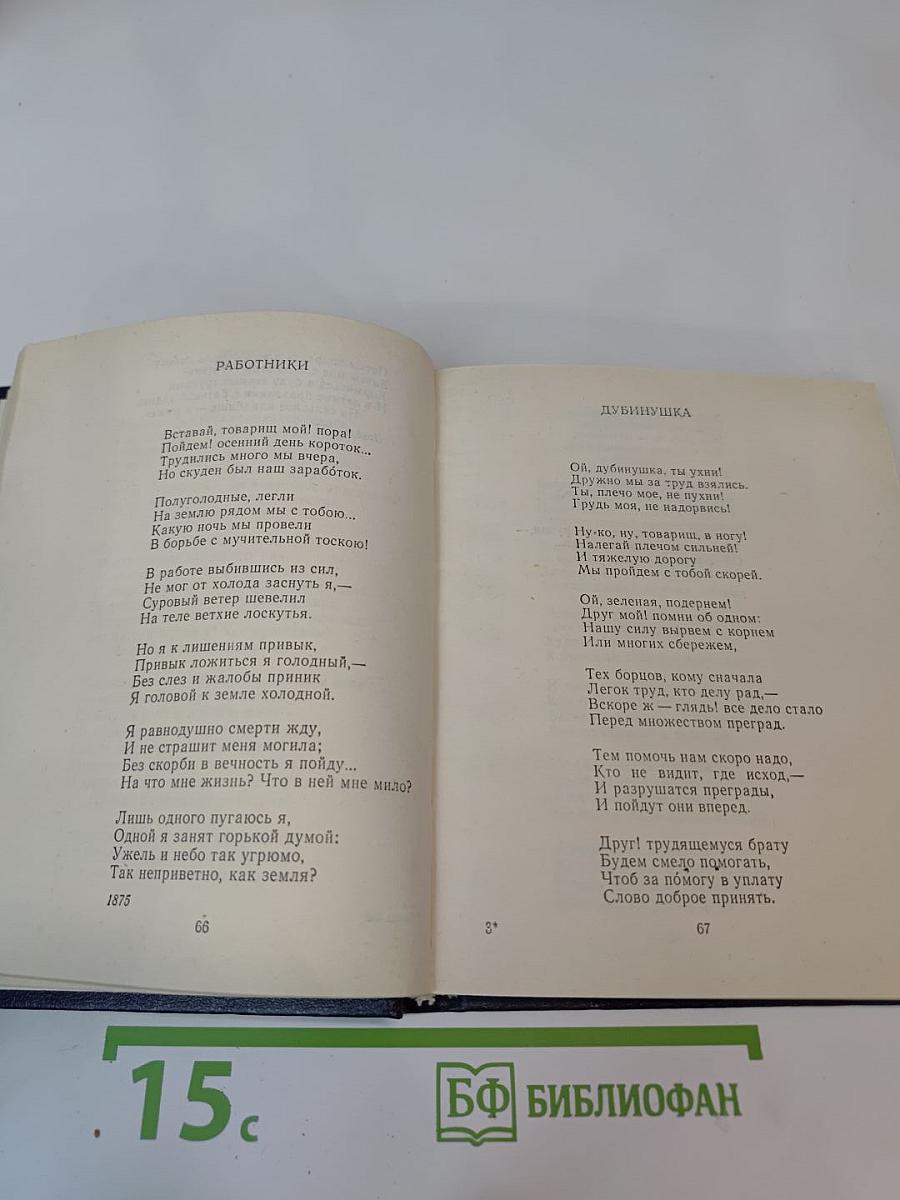 РАБОТНИКИ
Вставай, товарищ мой! пора!
Пойдем! осенний день короток...
Трудились много мы вчера,
Но скуден был наш зарабо́ток.
Полуголодные, легли
На землю рядом мы с тобою...
Какую ночь мы провели
В борьбе с мучительной тоскою!
В работе выбившись из сил,
Не мог от холода заснуть я,—
Суровый ветер шевелил
На теле ветхие лоскутья.
Но я к лишениям привык,
Привык ложиться я голодный,—
Без слез и жалобы приник
Я головой к земле холодной.
Я равнодушно смерти жду,
И не страшит меня могила;
Без скорби в вечность я пойду...
На что мне жизнь? Что в ней мне мило?
Лишь одного пугаюсь я,
Одной я занят горькой думой:
Ужель и небо так угрюмо,
Так неприветно, как земля?
1875
66
ДУБИНУШКА
Ой, дубинушка, ты ухни!
Дружно мы за труд взялись.
Ты, плечо мое, не пухни!
Грудь моя, не надорвись!
Ну-ко, ну, товарищ, в ногу!
Налегай плечом сильней!
И тяжелую дорогу
Мы пройдем с тобой скорей.
Ой, зеленая, подернем!
Друг мой! помни об одном:
Нашу силу вырвем с корнем
Или многих сбережем,
Тех борцов, кому сначала
Легок труд, кто делу рад,—
Вскоре ж — глядь! все дело стало
Перед множеством преград.
Тем помочь нам скоро надо,
Кто не видит, где исход,—
И разрушатся преграды,
И пойдут они вперед.
Друг! трудящемуся брату
Будем смело помогать,
Чтоб за по́могу в уплату
Слово доброе принять.
3*
67
15 с
БФ БИБЛИОФАН